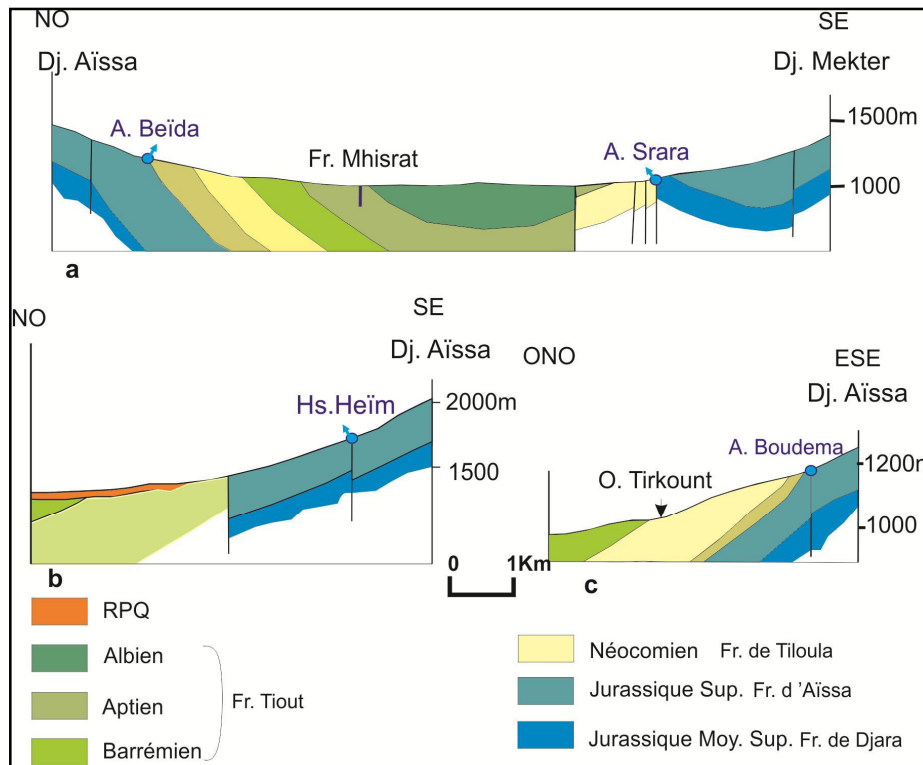 NO
SE
Dj. Aïssa
Dj. Mekter
A. Beïda
Fr. Mhisrat
A. Srara
1500m
1000
a
NO
SE
Dj. Aïssa
Hs.Heïm
2000m
1500
b
0 1Km
ONO
ESE
Dj. Aïssa
A. Boudema
O. Tirkount
1200m
1000
c
RPQ
Albien
Aptien
Barrémien
Fr. Tiout
Néocomien Fr. de Tiloula
Jurassique Sup. Fr. d 'Aïssa
Jurassique Moy. Sup. Fr. de Djara